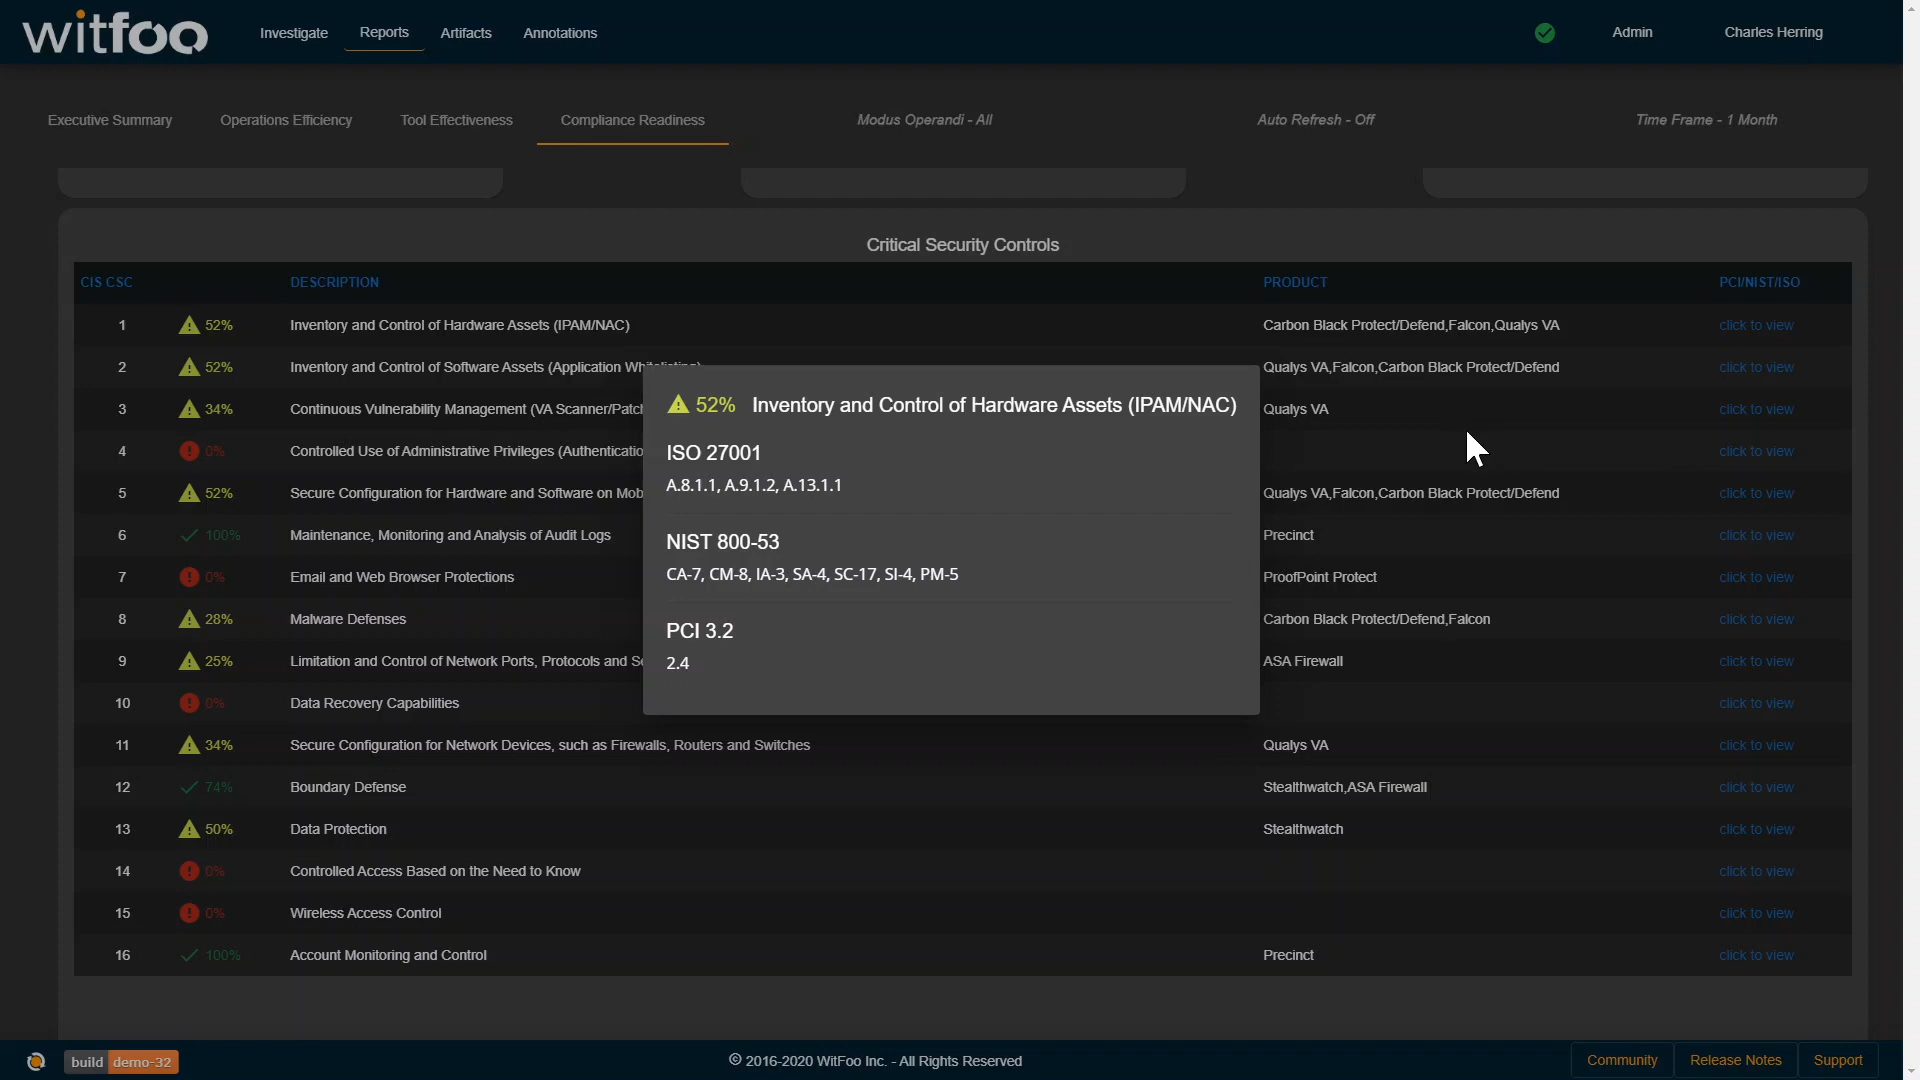 witfoo
Investigate
Reports
Artifacts
Annotations
Admin
Charles Herring
Executive Summary
Operations Efficiency
Tool Effectiveness
Compliance Readiness
Modus Operandi - All
Auto Refresh - Off
Time Frame - 1 Month
Critical Security Controls
CIS CSC DESCRIPTION PRODUCT PCI/NIST/ISO
1 52% Inventory and Control of Hardware Assets (IPAM/NAC) Carbon Black Protect/Defend,Falcon,Qualys VA click to view
2 52% Inventory and Control of Software Assets (Application Qualys VA,Falcon,Carbon Black Protect/Defend click to view
3 34% Continuous Vulnerability Management (VA Qualys VA click to view
4 0% Controlled Use of Administrative Privileges click to view
5 52% Secure Configuration for Hardware and Software on Qualys VA,Falcon,Carbon Black Protect/Defend click to view
6 100% Maintenance, Monitoring and Analysis of Audit Logs Precinct click to view
7 0% Email and Web Browser Protections ProofPoint Protect click to view
8 28% Malware Defenses Carbon Black Protect/Defend,Falcon click to view
9 25% Limitation and Control of Network Ports, Protocols and ASA Firewall click to view
10 0% Data Recovery Capabilities click to view
11 34% Secure Configuration for Network Devices, such as Firewalls, Routers and Switches Qualys VA click to view
12 74% Boundary Defense Stealthwatch,ASA Firewall click to view
13 50% Data Protection Stealthwatch click to view
14 0% Controlled Access Based on the Need to Know click to view
15 0% Wireless Access Control click to view
16 100% Account Monitoring and Control Precinct click to view
52% Inventory and Control of Hardware Assets (IPAM/NAC)
ISO 27001
A.8.1.1, A.9.1.2, A.13.1.1
NIST 800-53
CA-7, CM-8, IA-3, SA-4, SC-17, SI-4, PM-5
PCI 3.2
2.4
build demo-32
© 2016-2020 WitFoo Inc. - All Rights Reserved
Community
Release Notes
Support